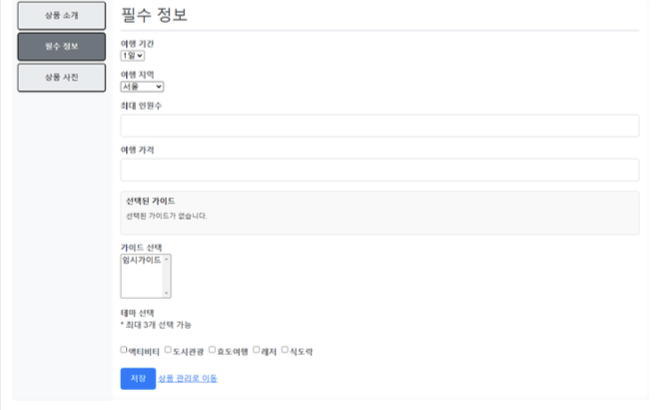 상품 소개
필수 정보
상품 사진
필수 정보
여행 기간
1일
여행 지역
서울
최대 인원수
여행 가격
선택된 가이드
선택된 가이드가 없습니다.
가이드 선택
임시가이드
테마 선택
* 최대 3개 선택 가능
액티비티 도시관광 효도여행 레저 식도락
저장 상품 관리로 이동